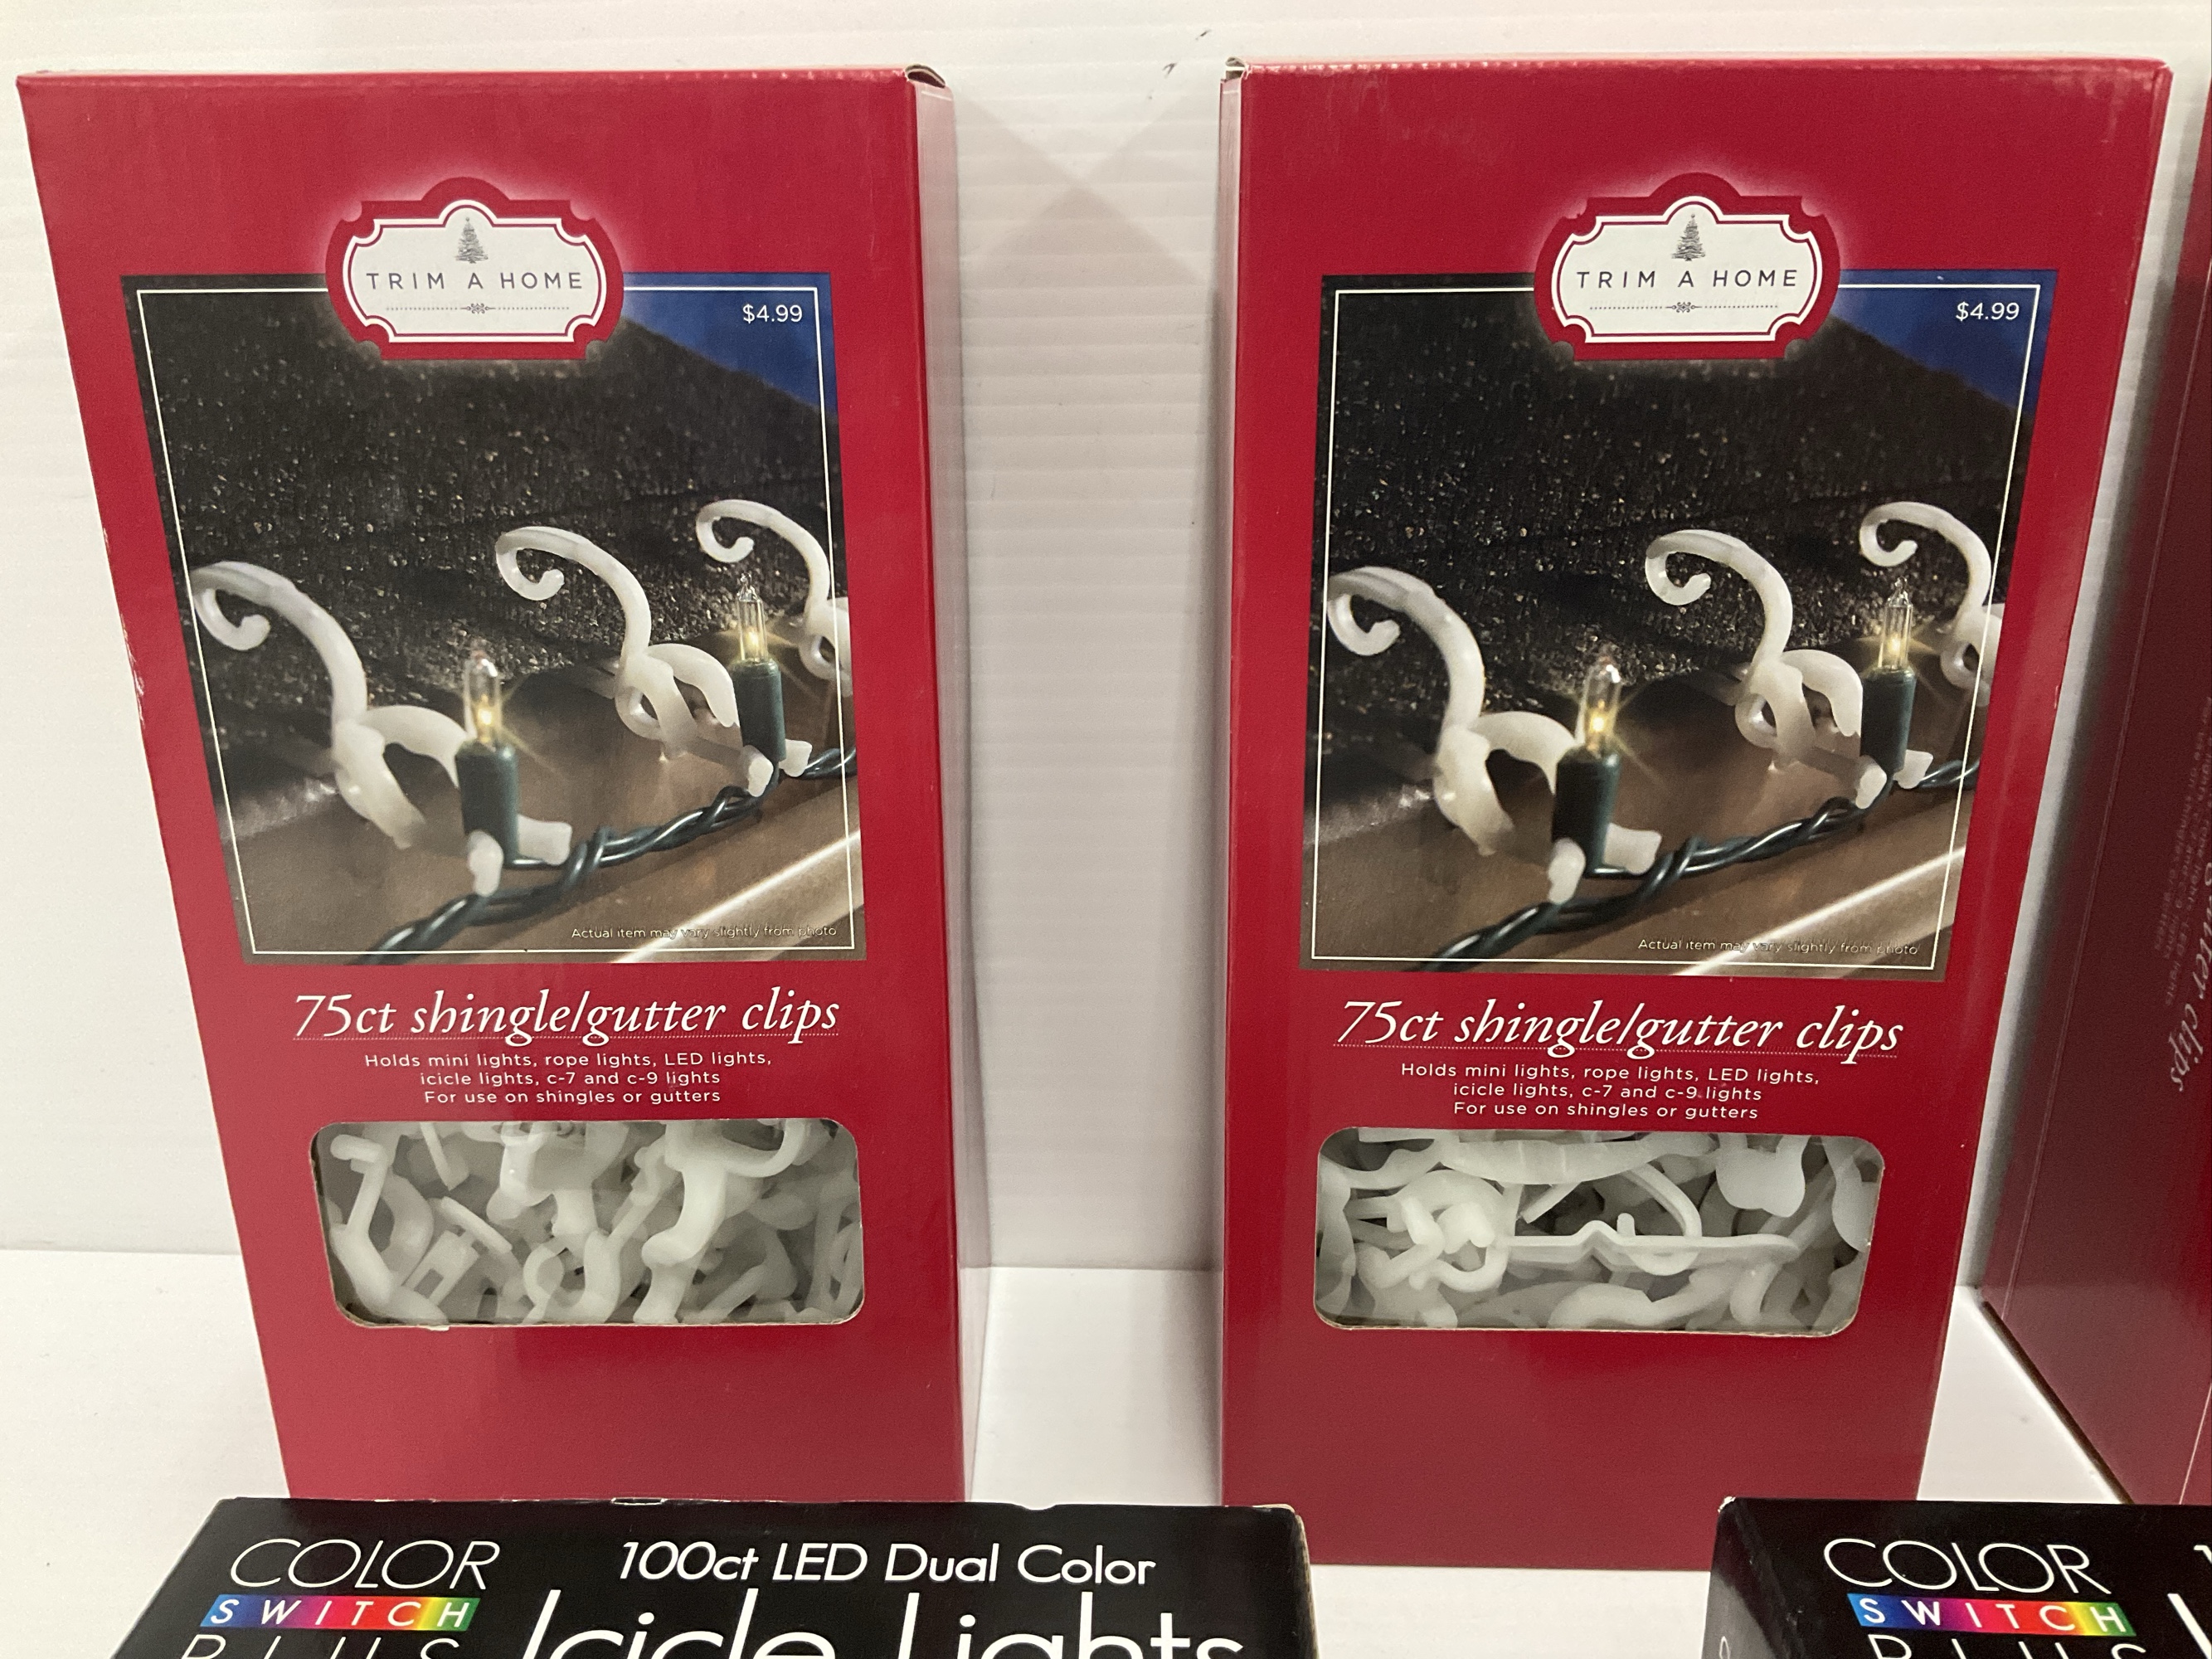 TRIM A HOME
$4.99
Actual item may vary slightly from photo
75ct shingle/gutter clips
Holds mini lights, rope lights, LED lights,
icicle lights, c-7 and c-9 lights
For use on shingles or gutters
TRIM A HOME
$4.99
Actual item may vary slightly from photo
75ct shingle/gutter clips
Holds mini lights, rope lights, LED lights,
icicle lights, c-7 and c-9 lights
For use on shingles or gutters
clips
COLOR
SWITCH
PLUS
100ct LED Dual Color
Icicle Lights
COLOR
SWITCH
PLUS